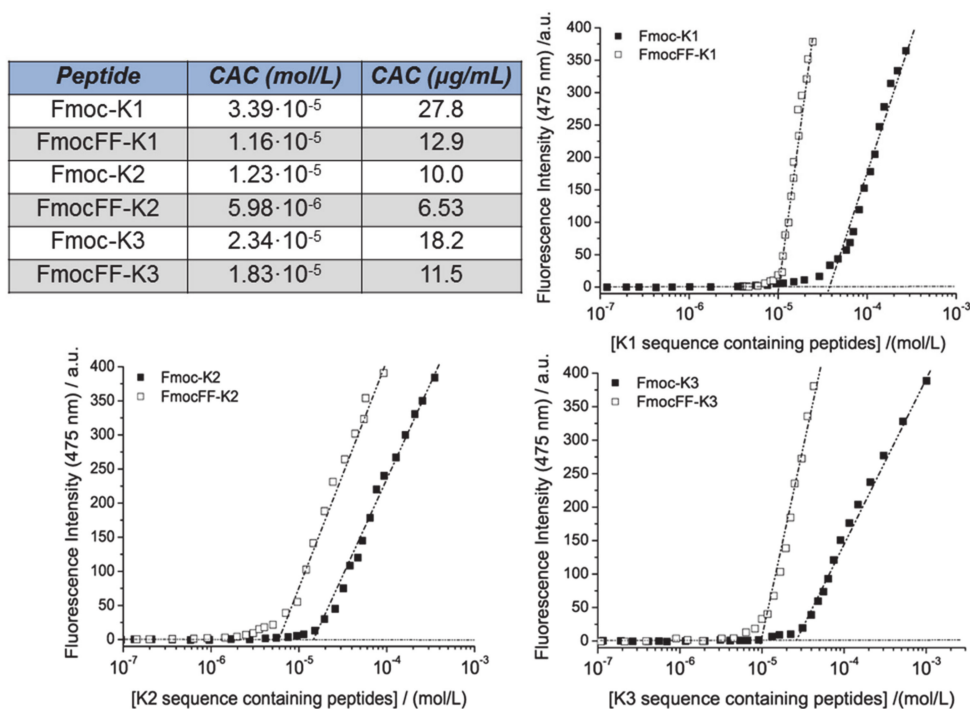 Peptide CAC (mol/L) CAC (µg/mL)
Fmoc-K1 3.39·10-5 27.8
FmocFF-K1 1.16·10-5 12.9
Fmoc-K2 1.23·10-5 10.0
FmocFF-K2 5.98·10-6 6.53
Fmoc-K3 2.34·10-5 18.2
FmocFF-K3 1.83·10-5 11.5
Fluorescence Intensity (475 nm) /a.u.
400
350
300
250
200
150
100
50
0
Fmoc-K1
FmocFF-K1
10-7 10-6 10-5 10-4 10-3
[K1 sequence containing peptides] /(mol/L)
Fluorescence Intensity (475 nm) / a.u.
400
350
300
250
200
150
100
50
0
Fmoc-K2
FmocFF-K2
10-7 10-6 10-5 10-4 10-3
[K2 sequence containing peptides] / (mol/L)
Fluorescence Intensity (475 nm) / a.u.
400
350
300
250
200
150
100
50
0
Fmoc-K3
FmocFF-K3
10-7 10-6 10-5 10-4 10-3
[K3 sequence containing peptides] /(mol/L)